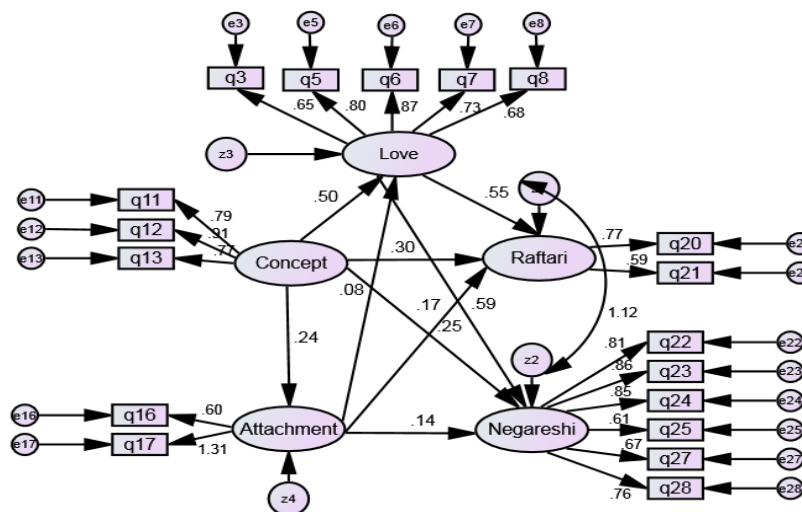 e3 e5 e6 e7 e8
q3 q5 q6 q7 q8
.65 .80 .87 .73 .68
z3 Love
.50 .55
e11 q11 .79
e12 q12 .91
e13 q13 .77
Concept .30 Raftari
.77 q20
.59 q21
.08 .17 .25 .59 1.12
.24
z2
.81 q22 e22
.86 q23 e23
.85 q24 e24
.61 q25 e25
.67 q27 e27
.76 q28 e28
e16 q16 .60
e17 q17 1.31
Attachment .14 Negareshi
z4